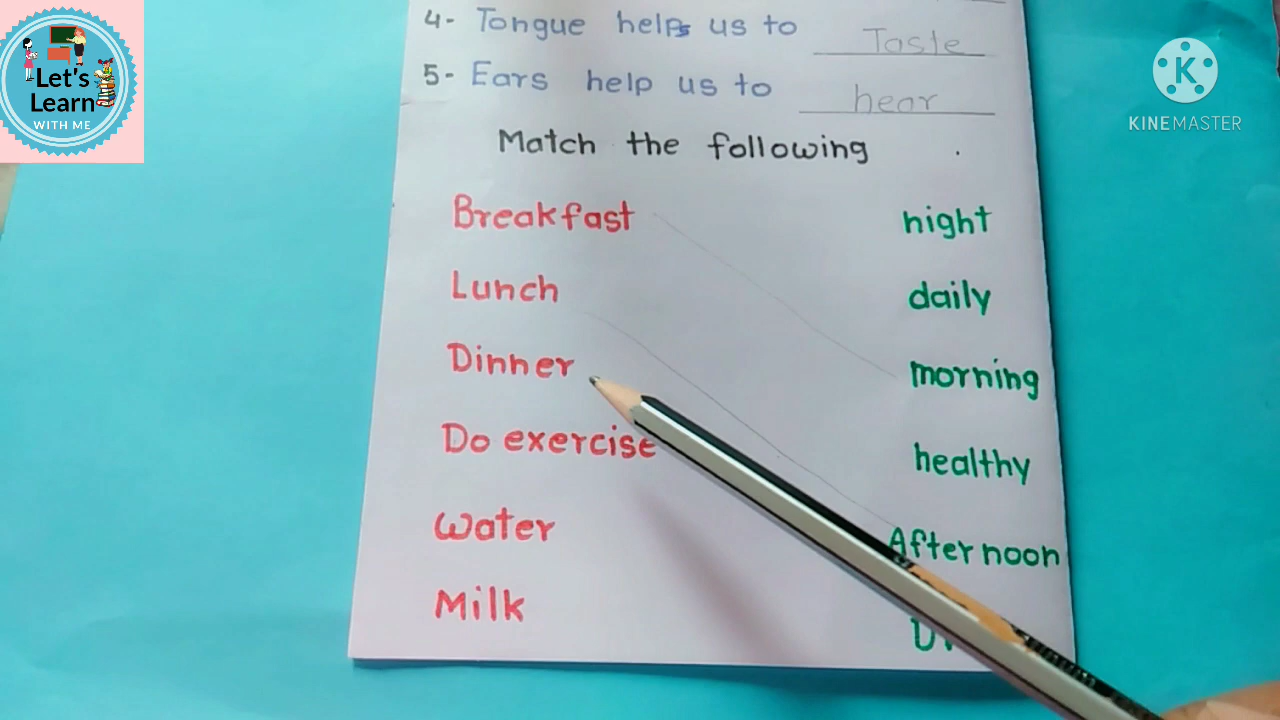 Let's
Learn
WITH ME
KINEMASTER
4- Tongue helps us to Taste
5- Ears help us to hear
Match the following
Breakfast night
Lunch daily
Dinner morning
Do exercise healthy
Water Afternoon
Milk